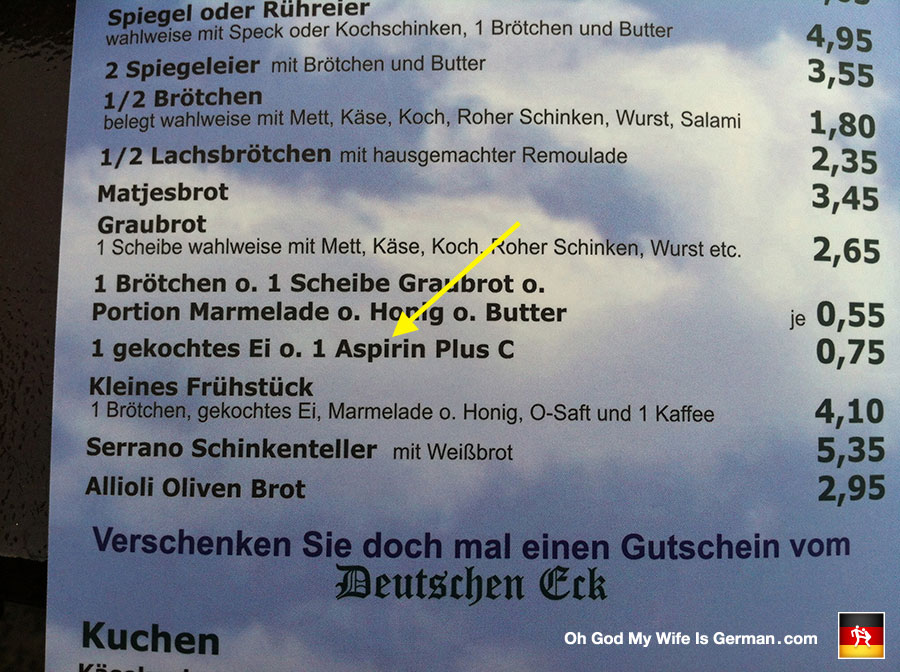 Spiegel oder Rühreier
wahlweise mit Speck oder Kochschinken, 1 Brötchen und Butter 4,95
2 Spiegeleier mit Brötchen und Butter 3,55
1/2 Brötchen
belegt wahlweise mit Mett, Käse, Koch, Roher Schinken, Wurst, Salami 1,80
1/2 Lachsbrötchen mit hausgemachter Remoulade 2,35
Matjesbrot 3,45
Graubrot
1 Scheibe wahlweise mit Mett, Käse, Koch. Roher Schinken, Wurst etc. 2,65
1 Brötchen o. 1 Scheibe Graubrot o.
Portion Marmelade o. Honig o. Butter je 0,55
1 gekochtes Ei o. 1 Aspirin Plus C 0,75
Kleines Frühstück
1 Brötchen, gekochtes Ei, Marmelade o. Honig, O-Saft und 1 Kaffee 4,10
Serrano Schinkenteller mit Weißbrot 5,35
Allioli Oliven Brot 2,95
Verschenken Sie doch mal einen Gutschein vom
Deutschen Eck
Kuchen
Oh God My Wife Is German.com